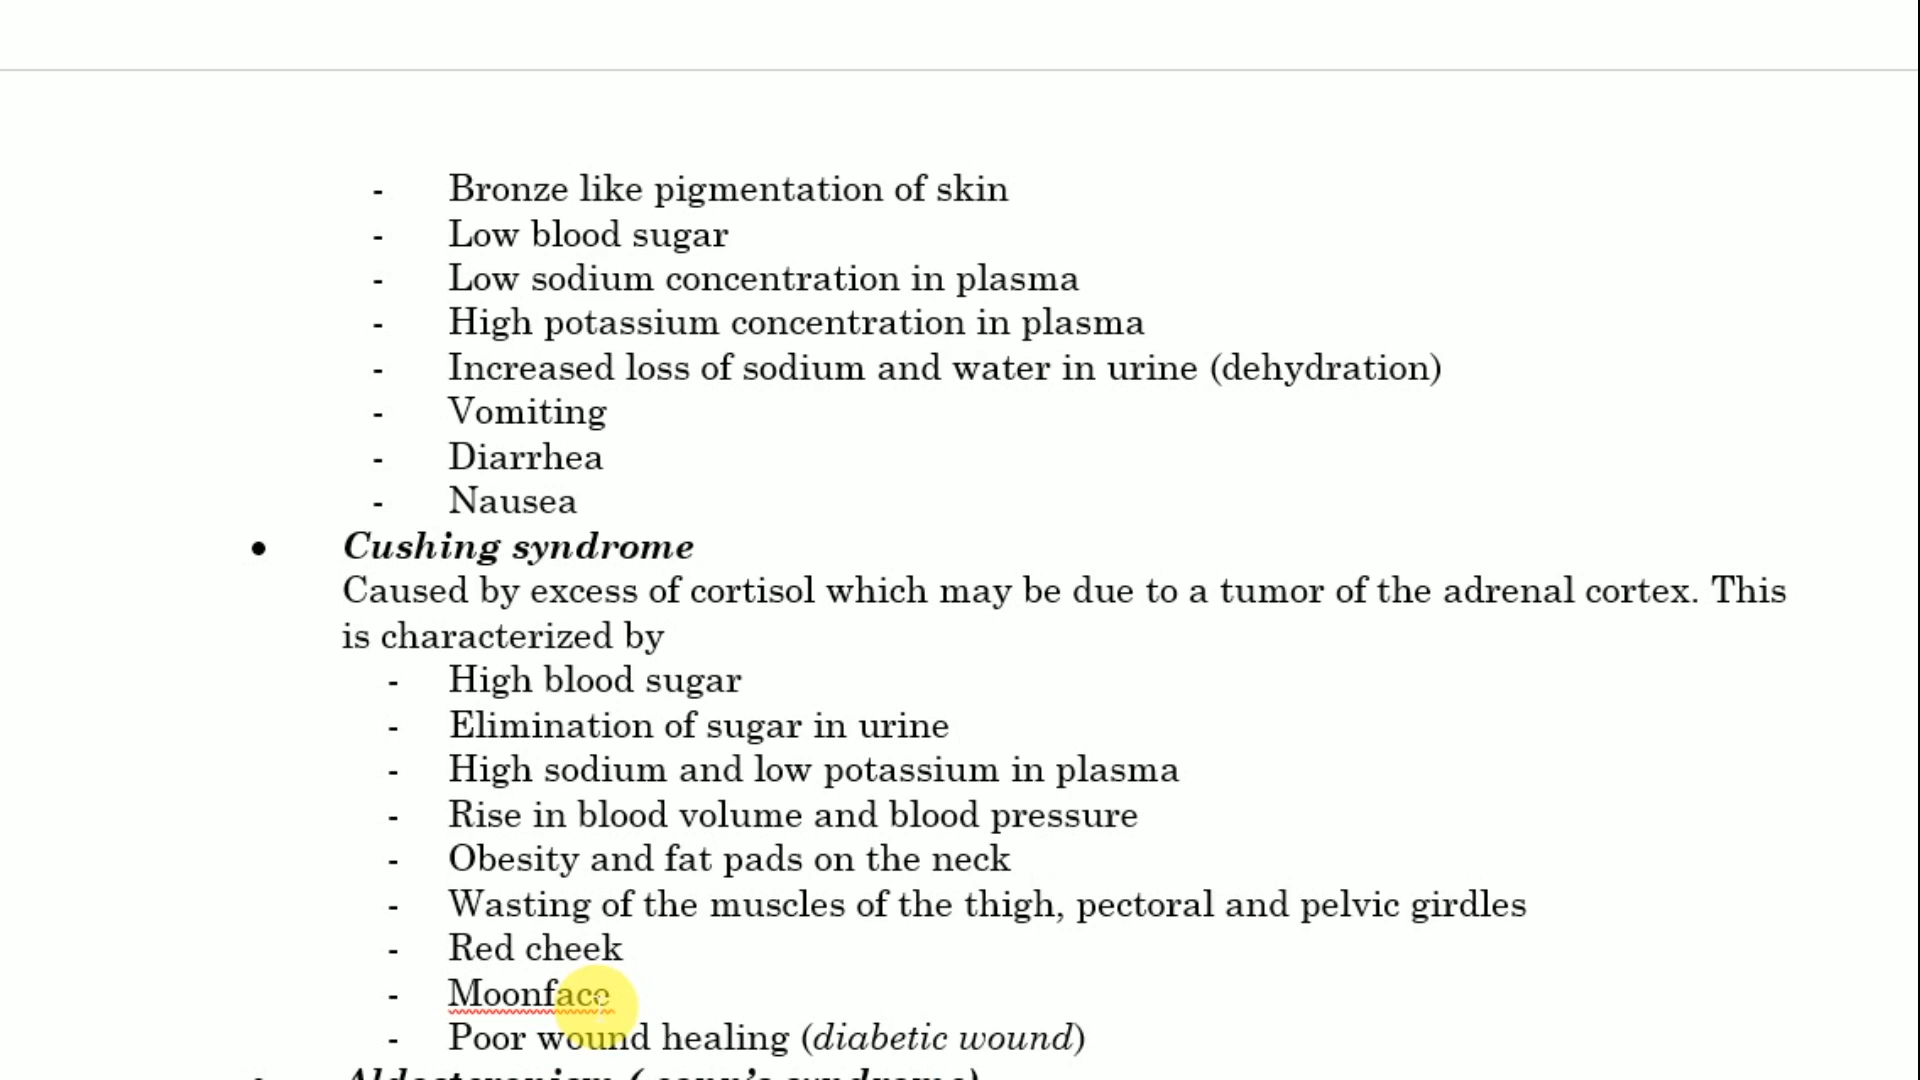 - Bronze like pigmentation of skin
- Low blood sugar
- Low sodium concentration in plasma
- High potassium concentration in plasma
- Increased loss of sodium and water in urine (dehydration)
- Vomiting
- Diarrhea
- Nausea
• Cushing syndrome
Caused by excess of cortisol which may be due to a tumor of the adrenal cortex. This
is characterized by
- High blood sugar
- Elimination of sugar in urine
- High sodium and low potassium in plasma
- Rise in blood volume and blood pressure
- Obesity and fat pads on the neck
- Wasting of the muscles of the thigh, pectoral and pelvic girdles
- Red cheek
- Moonface
- Poor wound healing (diabetic wound)
• Aldosteronism ( conn's syndrome)